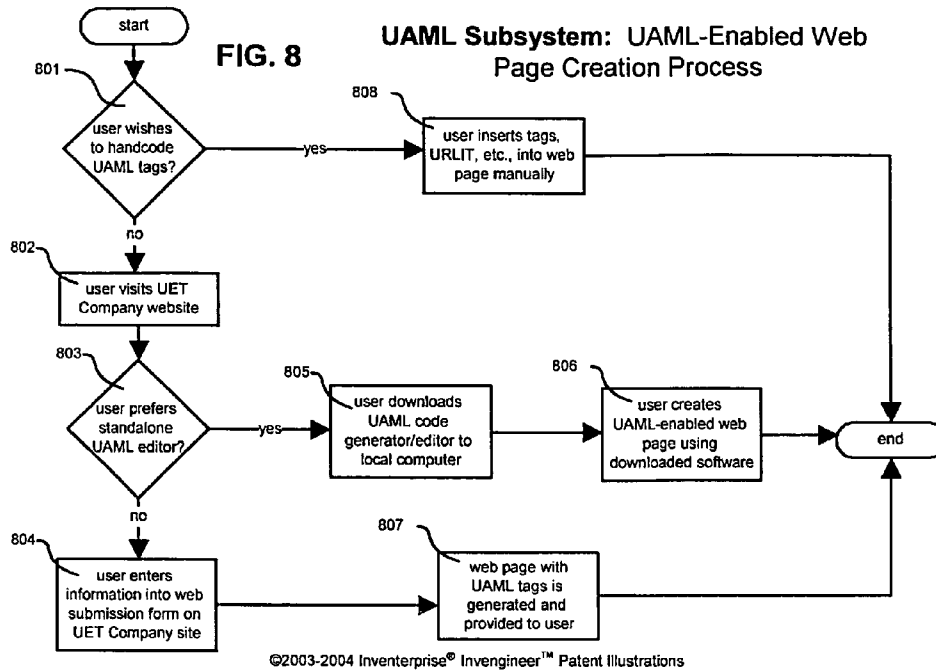 start
FIG. 8
UAML Subsystem: UAML-Enabled Web
Page Creation Process
801
user wishes
to handcode
UAML tags?
yes
808
user inserts tags,
URLIT, etc., into web
page manually
no
802
user visits UET
Company website
803
user prefers
standalone
UAML editor?
yes
805
user downloads
UAML code
generator/editor to
local computer
806
user creates
UAML-enabled web
page using
downloaded software
end
no
804
user enters
information into web
submission form on
UET Company site
807
web page with
UAML tags is
generated and
provided to user
©2003-2004 Inventerprise® Invengineer™ Patent Illustrations